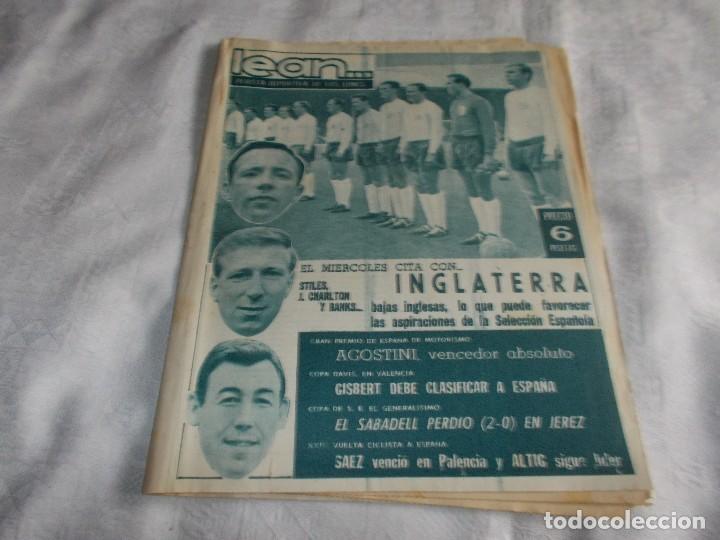 lean...
REVISTA DEPORTIVA DE LOS LUNES
PRECIO
6
PESETAS
EL MIERCOLES CITA CON...
INGLATERRA
STILES,
J. CHARLTON
Y BANKS...
bajas inglesas, lo que puede favorecer
las aspiraciones de la Selección Española
GRAN PREMIO DE ESPAÑA DE MOTORISMO:
AGOSTINI, vencedor absoluto
COPA DAVIS, EN VALENCIA:
GISBERT DEBE CLASIFICAR A ESPAÑA
COPA DE S. E. EL GENERALISIMO:
EL SABADELL PERDIO (2-0) EN JEREZ
VUELTA CICLISTA A ESPAÑA:
SAEZ venció en Palencia y ALTIG sigue líder
todocoleccion.net